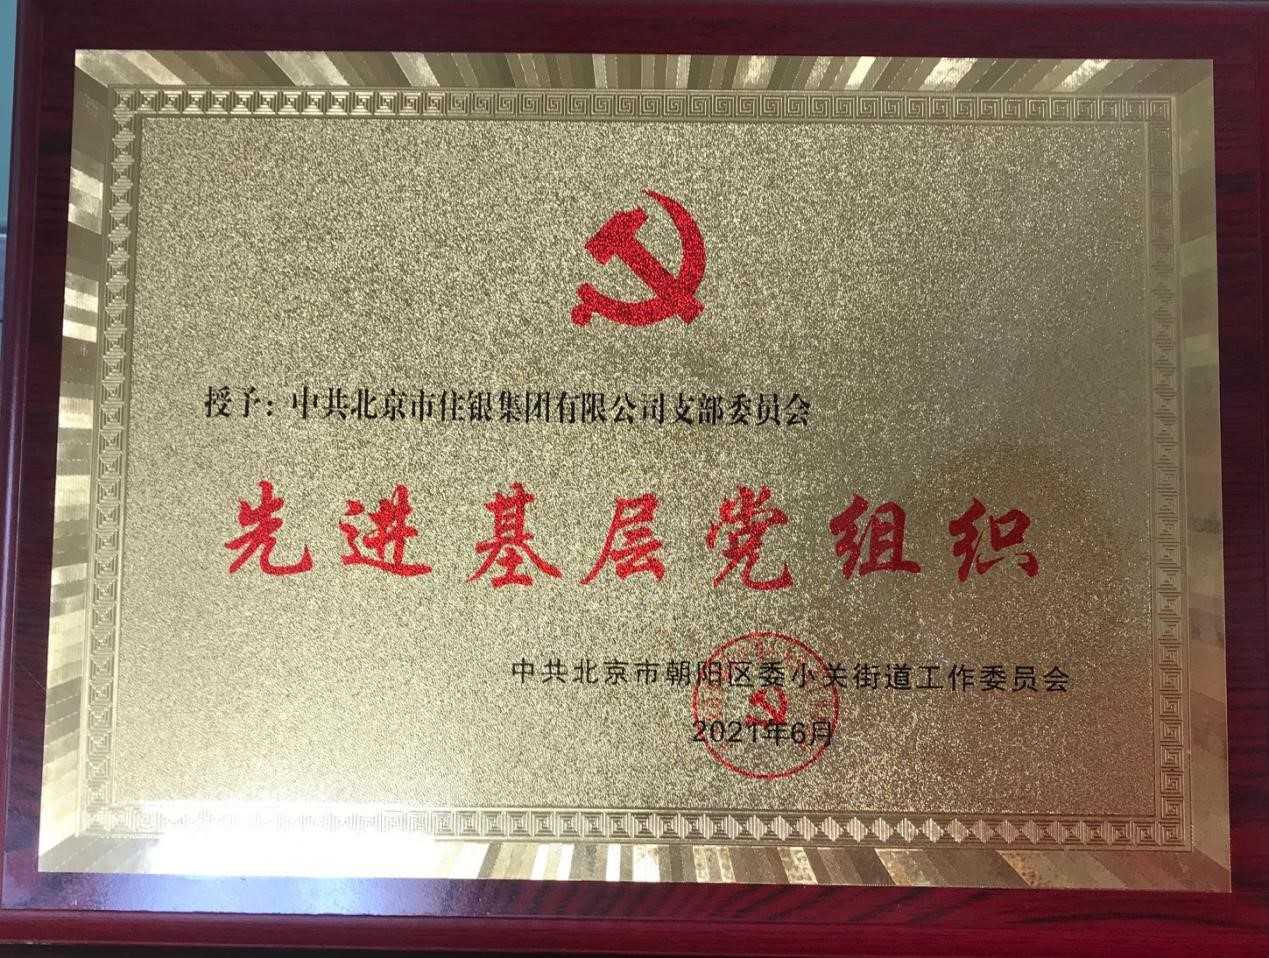 授予：中共北京市住银集团有限公司支部委员会
先进基层党组织
中共北京市朝阳区委小关街道工作委员会
2021年6月